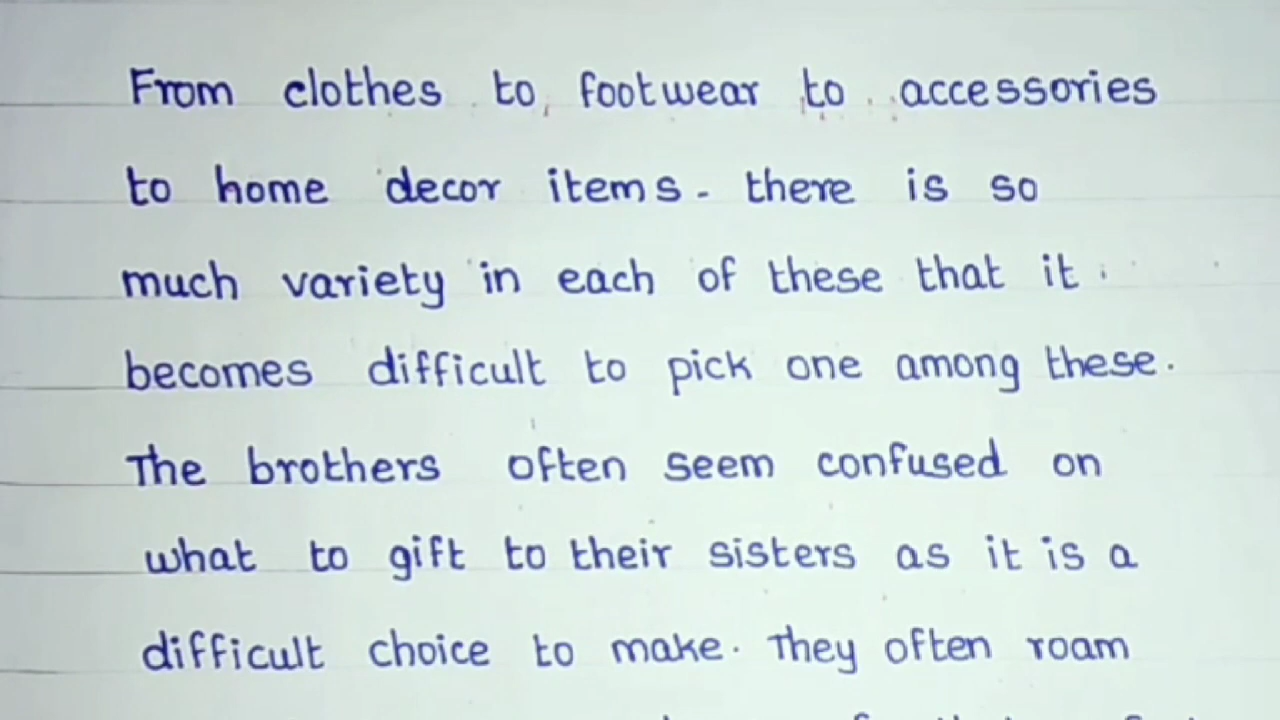 From clothes to footwear to accessories
to home decor items - there is so
much variety in each of these that it
becomes difficult to pick one among these.
The brothers often seem confused on
what to gift to their sisters as it is a
difficult choice to make. They often roam